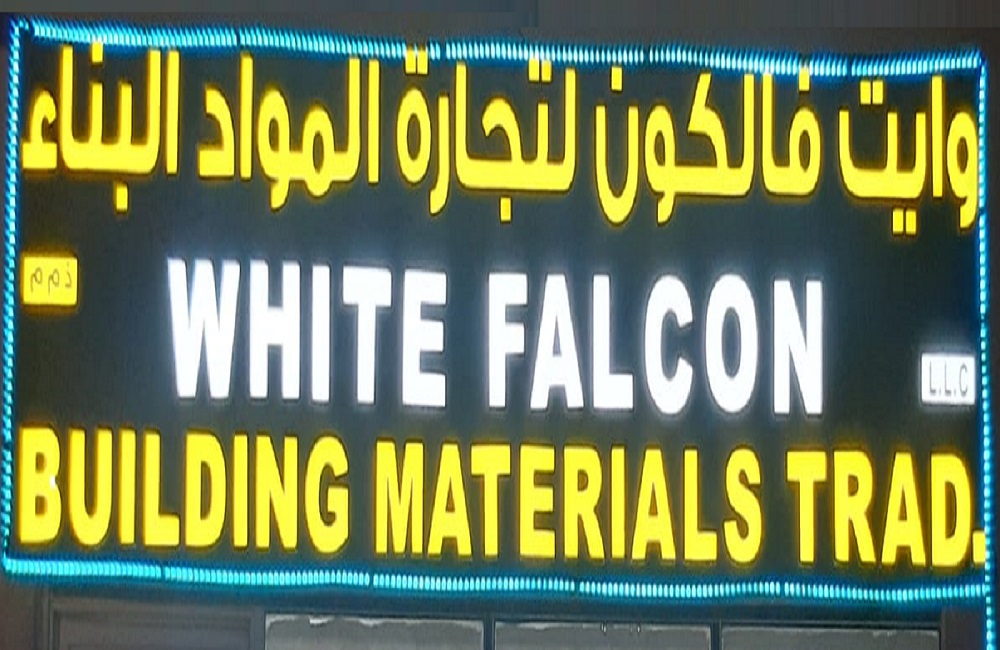 وايت فالكون لتجارة المواد البناء
ذ م م
WHITE FALCON
L.L.C
BUILDING MATERIALS TRAD.